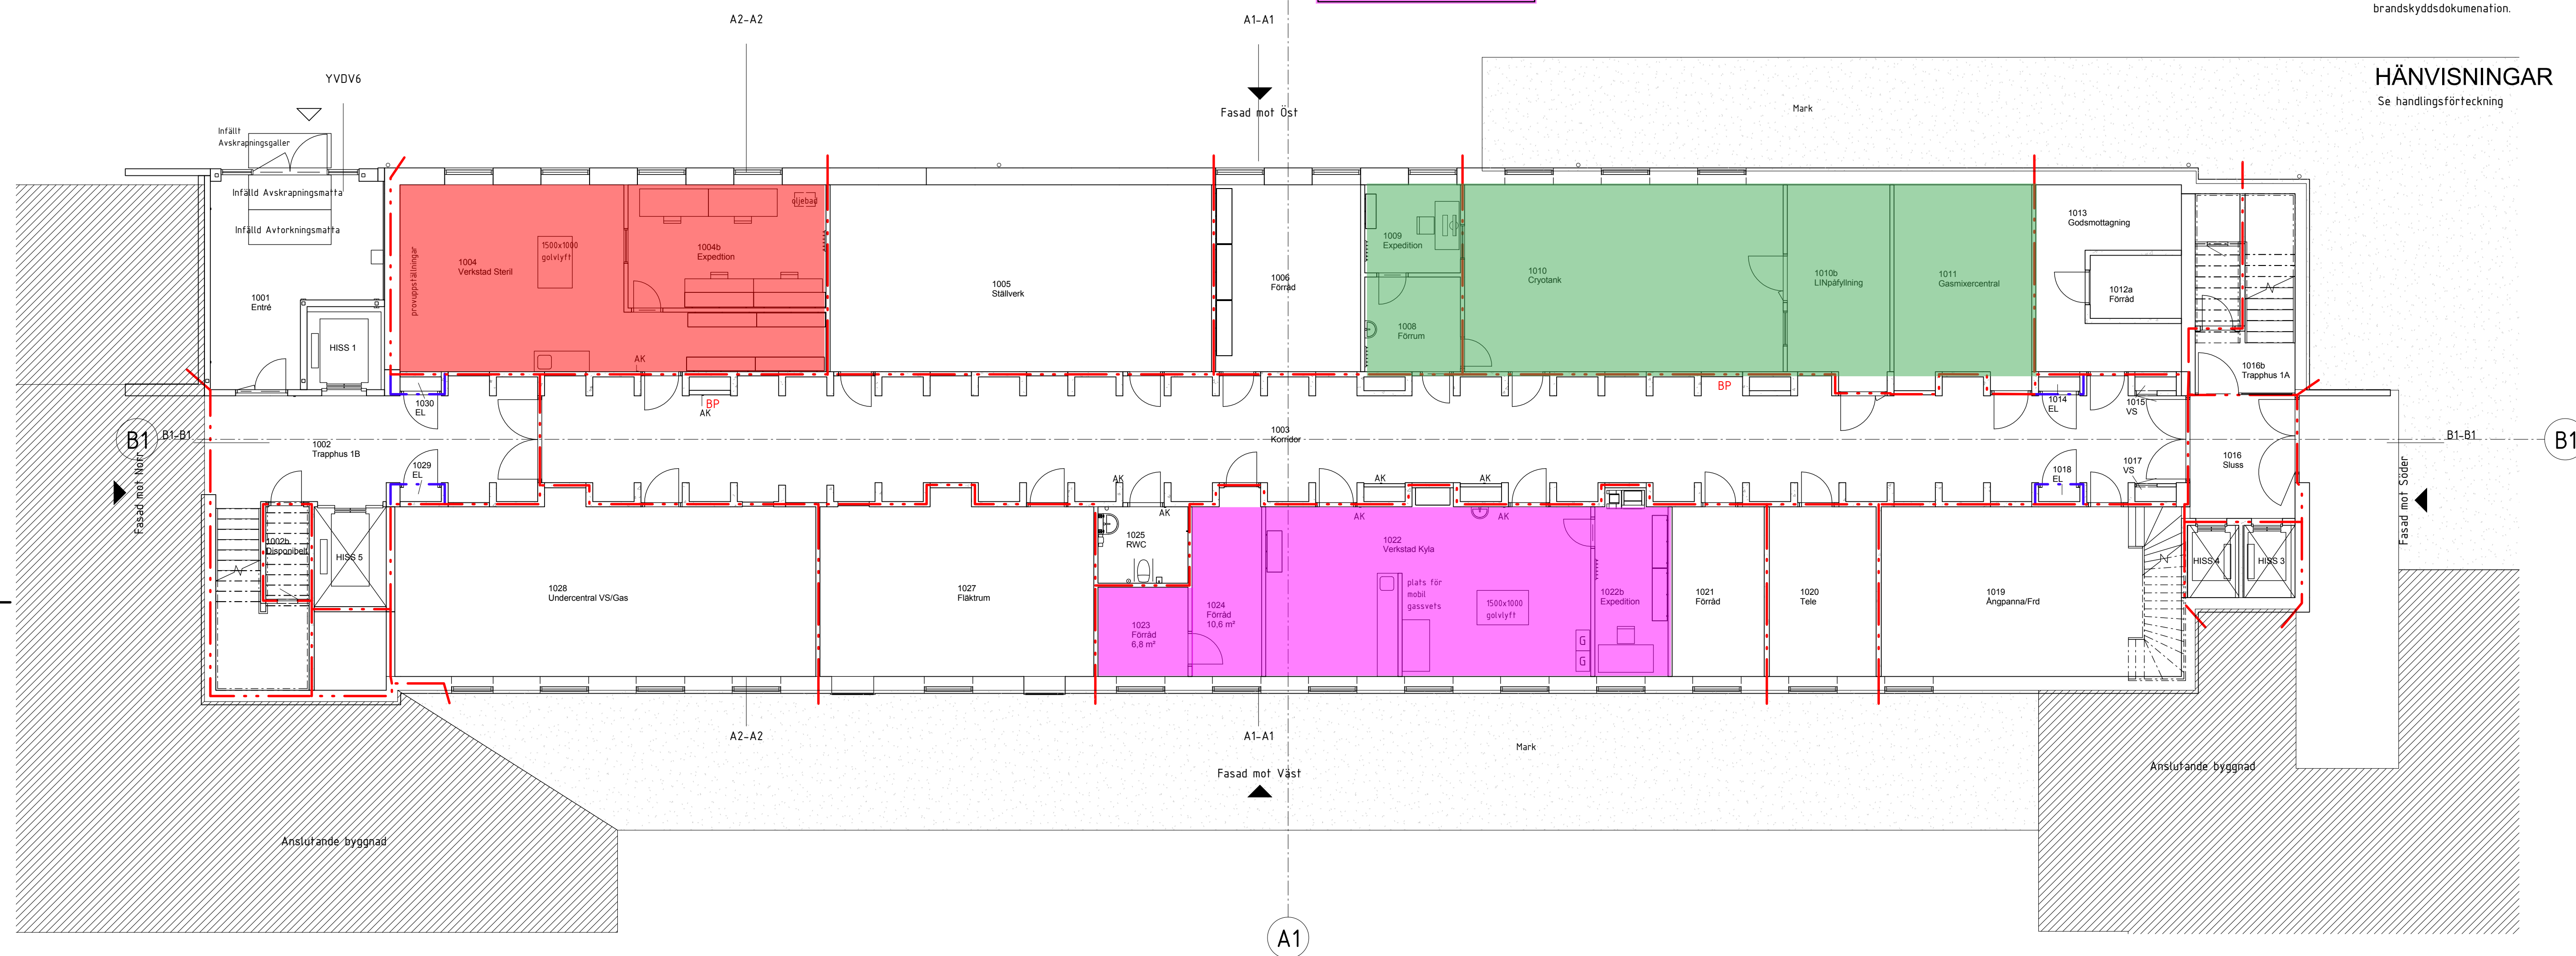 brandskyddsdokumenation.
HÄNVISNINGAR
Se handlingsförteckning
A2-A2
A1-A1
YVDV6
Fasad mot Öst
Mark
Infällt
Avskrapningsgaller
Infälld Avskrapningsmatta
Infälld Avtorkningsmatta
1001
Entré
HISS 1
provuppställningar
1004
Verkstad Steril
1500x1000
golvlyft
1004b
Expedtion
oljebad
AK
1005
Ställverk
1006
Förråd
1009
Expedition
1008
Förrum
1010
Cryotank
1010b
LINpåfyllning
1011
Gasmixercentral
1013
Godsmottagning
1012a
Förråd
1016b
Trapphus 1A
1030
EL
BP
AK
BP
1014
EL
1015
VS
B1
B1-B1
1002
Trapphus 1B
1003
Korridor
B1-B1
B1
Fasad mot Norr
1029
EL
AK
AK
AK
1018
EL
1017
VS
1016
Sluss
Fasad mot Söder
1002b
Disponibelt
HISS 5
1028
Undercentral VS/Gas
1027
Fläktrum
1025
RWC
AK
1023
Förråd
6,8 m²
1024
Förråd
10,6 m²
AK
1022
Verkstad Kyla
AK
plats för
mobil
gassvets
1500x1000
golvlyft
G
G
1022b
Expedition
1021
Förråd
1020
Tele
1019
Ångpanna/Frd
HISS 4
HISS 3
A2-A2
A1-A1
Mark
Fasad mot Väst
Anslutande byggnad
Anslutande byggnad
A1